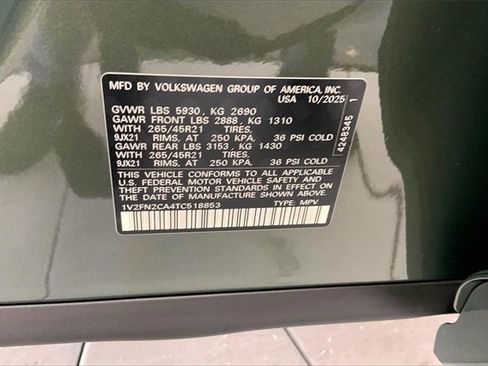 MFD BY VOLKSWAGEN GROUP OF AMERICA, INC.
USA 10/2025
GVWR LBS 5930, KG 2690
GAWR FRONT LBS 2888, KG 1310
WITH 265/45R21 TIRES,
9JX21 RIMS, AT 250 KPA, 36 PSI COLD
GAWR REAR LBS 3153, KG 1430
WITH 265/45R21 TIRES,
9JX21 RIMS, AT 250 KPA, 36 PSI COLD
THIS VEHICLE CONFORMS TO ALL APPLICABLE
U.S. FEDERAL MOTOR VEHICLE SAFETY AND
THEFT PREVENTION STANDARDS IN EFFECT ON
THE DATE OF MANUFACTURE SHOWN ABOVE.
1V2FN2CA4TC518853 TYPE: MPV
4248345 1